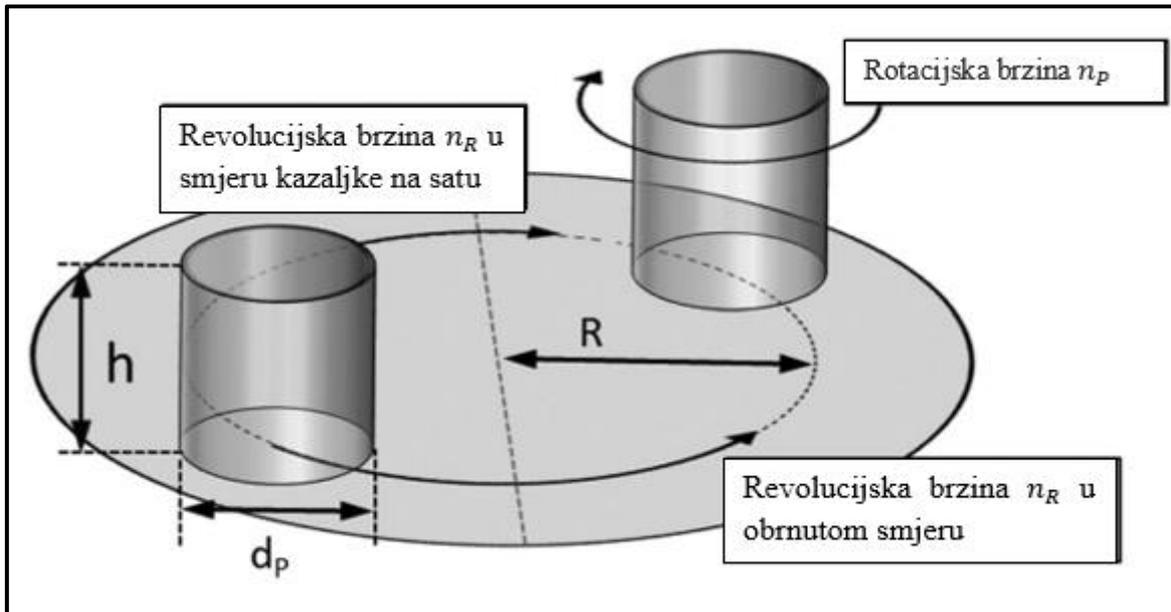 Rotacijska brzina n_P
Revolucijska brzina n_R u
smjeru kazaljke na satu
R
h
Revolucijska brzina n_R u
obrnutom smjeru
d_P